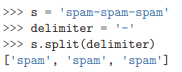 >>> s = 'spam-spam-spam'
>>> delimiter = '-'
>>> s.split(delimiter)
['spam', 'spam', 'spam']